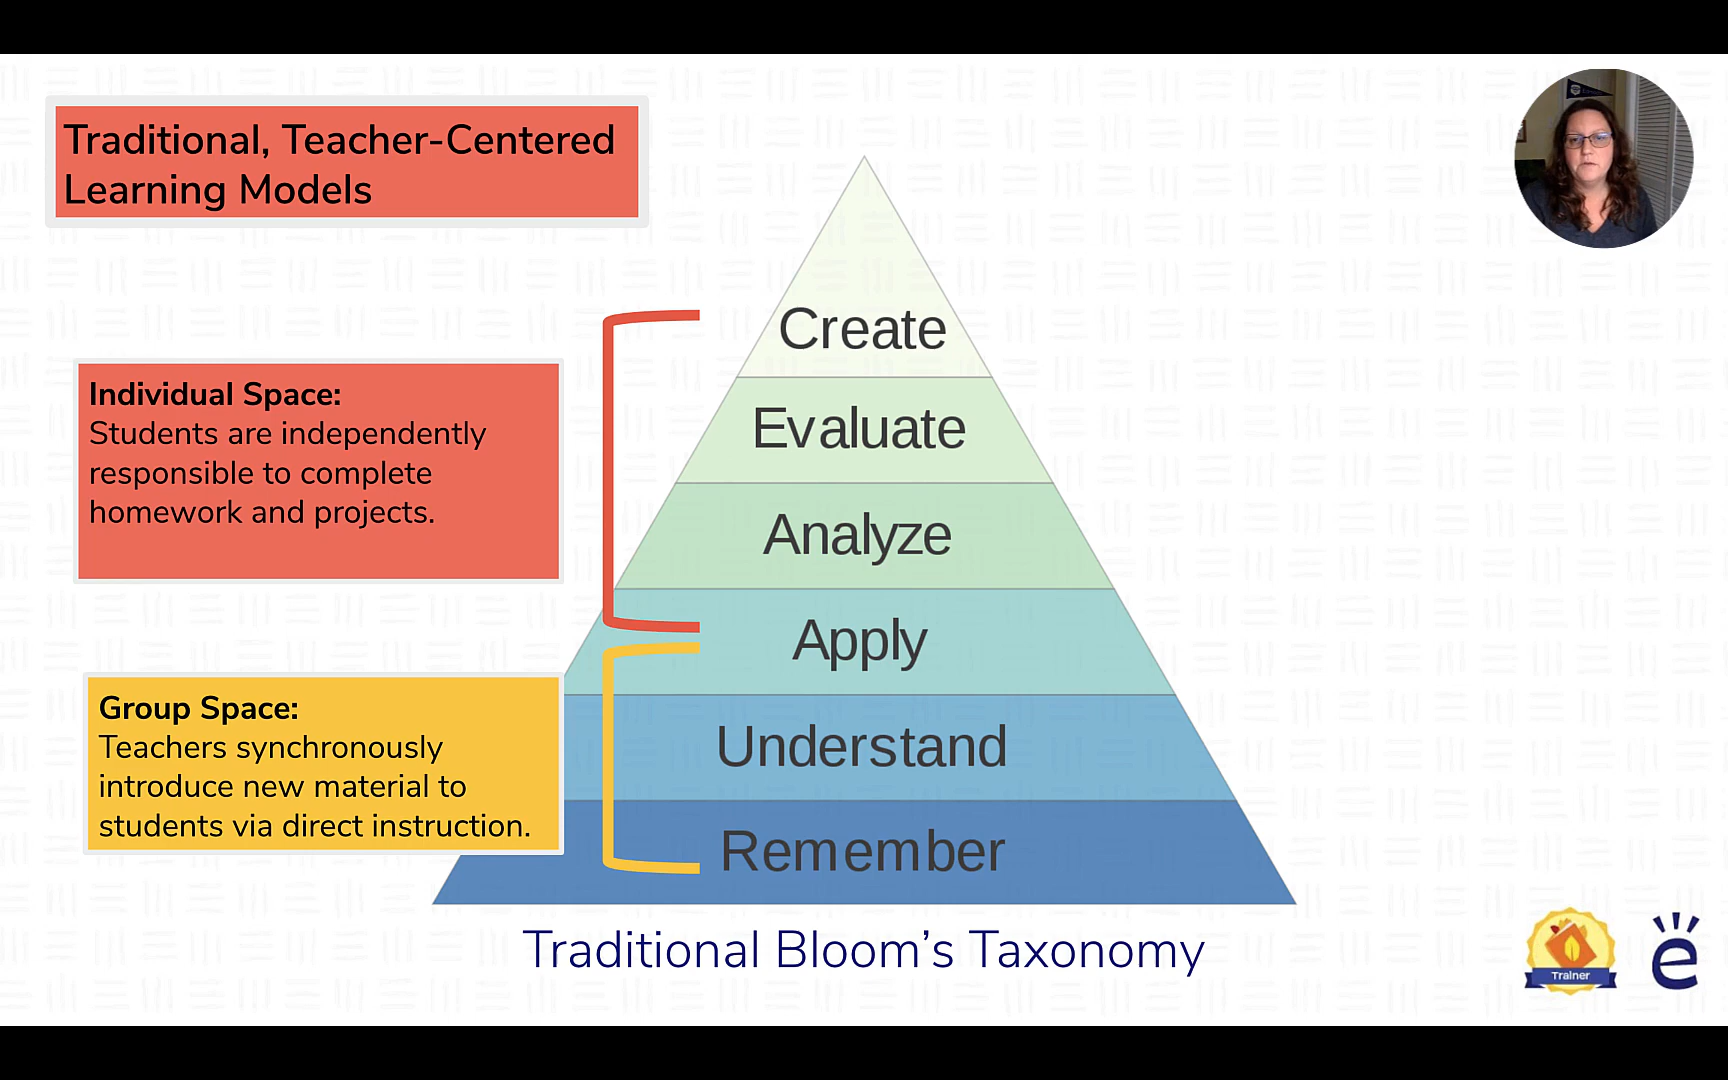 Traditional, Teacher-Centered
Learning Models
Create
Evaluate
Analyze
Apply
Understand
Remember
Individual Space:
Students are independently
responsible to complete
homework and projects.
Group Space:
Teachers synchronously
introduce new material to
students via direct instruction.
Traditional Bloom’s Taxonomy
Trainer
ë